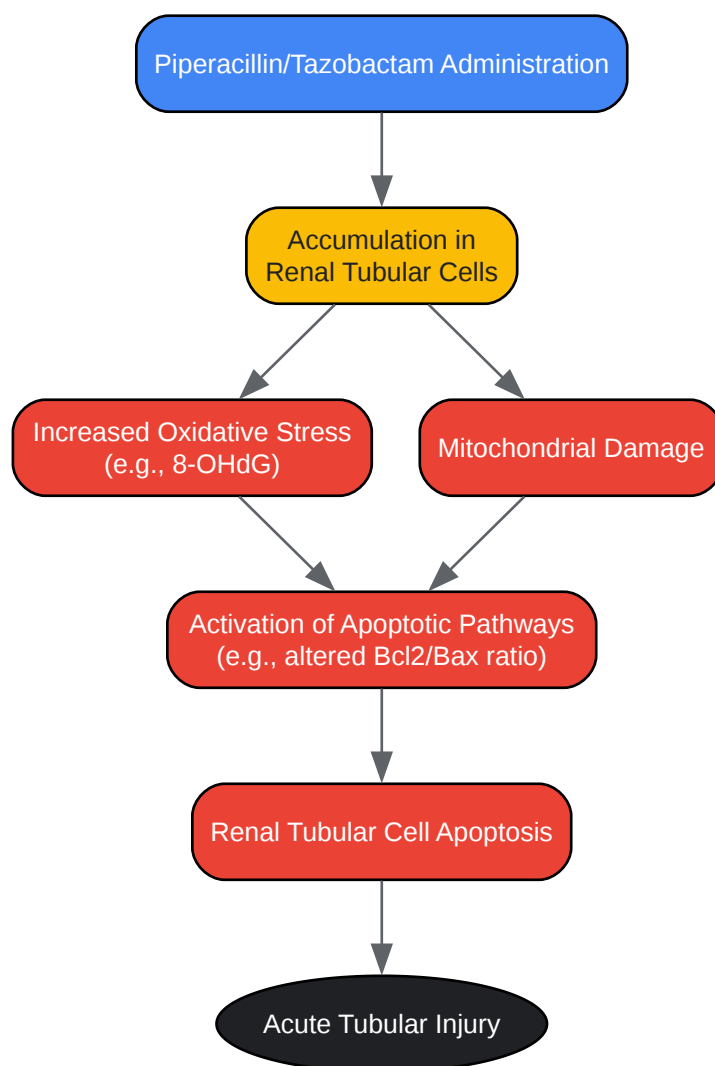 Piperacillin/Tazobactam Administration
Accumulation in
Renal Tubular Cells
Increased Oxidative Stress
(e.g., 8-OHdG)
Mitochondrial Damage
Activation of Apoptotic Pathways
(e.g., altered Bcl2/Bax ratio)
Renal Tubular Cell Apoptosis
Acute Tubular Injury